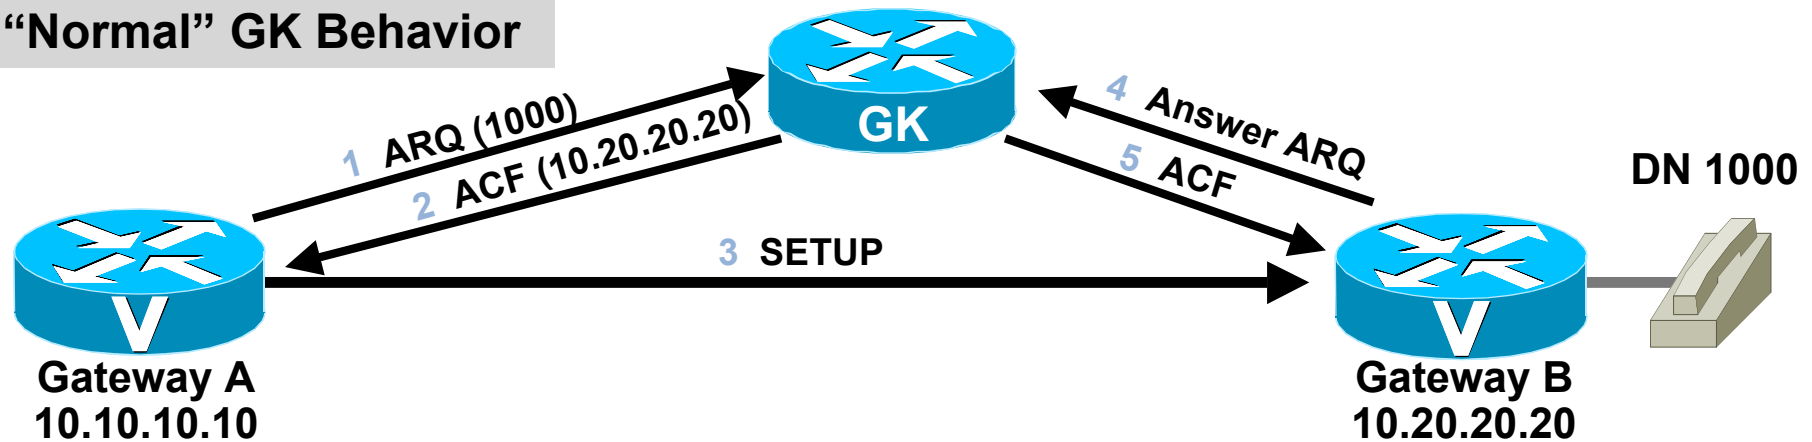 “Normal” GK Behavior
GK
1 ARQ (1000)
2 ACF (10.20.20.20)
3 SETUP
4 Answer ARQ
5 ACF
DN 1000
V
Gateway A
10.10.10.10
V
Gateway B
10.20.20.20